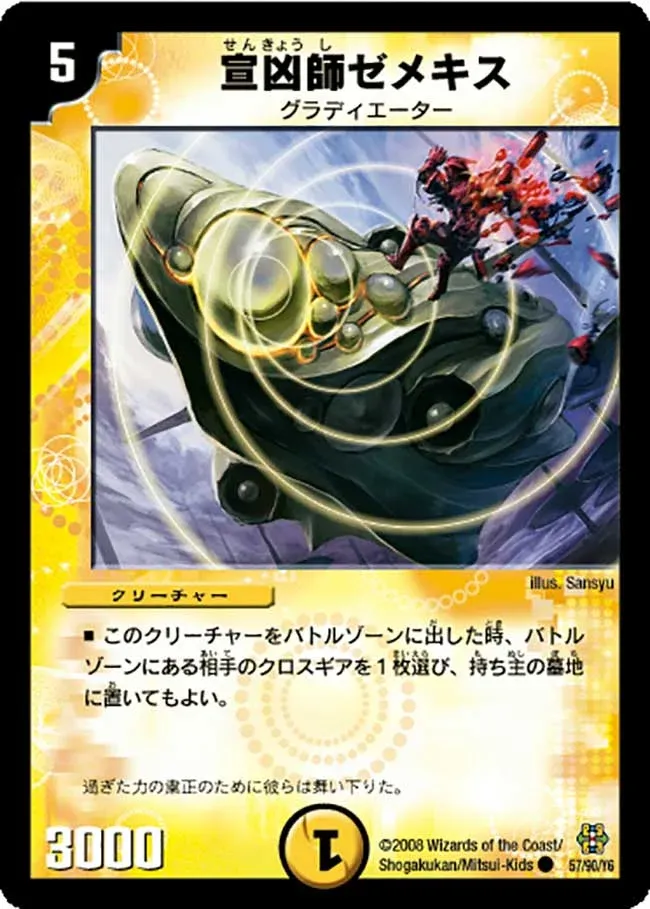 5
せんきょうし
宣凶師ゼメキス
グラディエーター
illus. Sansyu
クリーチャー
■ このクリーチャーをバトルゾーンに出した時、バトル
ゾーンにある相手のクロスギアを1枚選び、持ち主の墓地
に置いてもよい。
過ぎた力の粛正のために彼らは舞い下りた。
3000
1
©2008 Wizards of the Coast/
Shogakukan/Mitsui-Kids ●
57/90/Y6